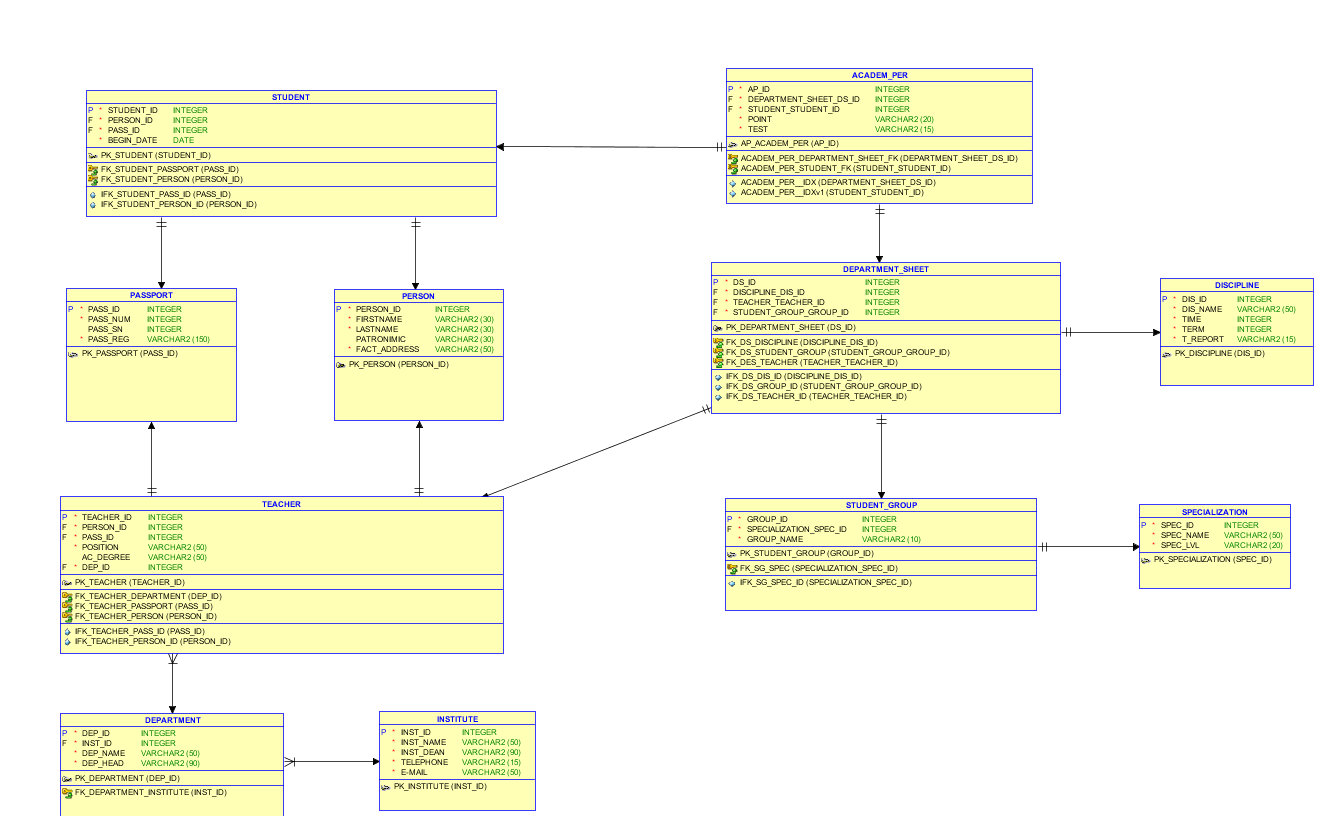 STUDENT
P * STUDENT_ID INTEGER
F * PERSON_ID INTEGER
F * PASS_ID INTEGER
* BEGIN_DATE DATE
PK_STUDENT (STUDENT_ID)
FK_STUDENT_PASSPORT (PASS_ID)
FK_STUDENT_PERSON (PERSON_ID)
IFK_STUDENT_PASS_ID (PASS_ID)
IFK_STUDENT_PERSON_ID (PERSON_ID)
ACADEM_PER
P * AP_ID INTEGER
F * DEPARTMENT_SHEET_DS_ID INTEGER
F * STUDENT_STUDENT_ID INTEGER
* POINT VARCHAR2 (20)
* TEST VARCHAR2 (15)
AP_ACADEM_PER (AP_ID)
ACADEM_PER_DEPARTMENT_SHEET_FK (DEPARTMENT_SHEET_DS_ID)
ACADEM_PER_STUDENT_FK (STUDENT_STUDENT_ID)
ACADEM_PER__IDX (DEPARTMENT_SHEET_DS_ID)
ACADEM_PER__IDXv1 (STUDENT_STUDENT_ID)
PASSPORT
P * PASS_ID INTEGER
* PASS_NUM INTEGER
PASS_SN INTEGER
* PASS_REG VARCHAR2 (150)
PK_PASSPORT (PASS_ID)
PERSON
P * PERSON_ID INTEGER
* FIRSTNAME VARCHAR2 (30)
* LASTNAME VARCHAR2 (30)
PATRONIMIC VARCHAR2 (30)
* FACT_ADDRESS VARCHAR2 (50)
PK_PERSON (PERSON_ID)
DEPARTMENT_SHEET
P * DS_ID INTEGER
F * DISCIPLINE_DIS_ID INTEGER
F * TEACHER_TEACHER_ID INTEGER
F * STUDENT_GROUP_GROUP_ID INTEGER
PK_DEPARTMENT_SHEET (DS_ID)
FK_DS_DISCIPLINE (DISCIPLINE_DIS_ID)
FK_DS_STUDENT_GROUP (STUDENT_GROUP_GROUP_ID)
FK_DES_TEACHER (TEACHER_TEACHER_ID)
IFK_DS_DIS_ID (DISCIPLINE_DIS_ID)
IFK_DS_GROUP_ID (STUDENT_GROUP_GROUP_ID)
IFK_DS_TEACHER_ID (TEACHER_TEACHER_ID)
DISCIPLINE
P * DIS_ID INTEGER
* DIS_NAME VARCHAR2 (50)
* TIME INTEGER
* TERM INTEGER
* T_REPORT VARCHAR2 (15)
PK_DISCIPLINE (DIS_ID)
TEACHER
P * TEACHER_ID INTEGER
F * PERSON_ID INTEGER
F * PASS_ID INTEGER
* POSITION VARCHAR2 (50)
AC_DEGREE VARCHAR2 (50)
F * DEP_ID INTEGER
PK_TEACHER (TEACHER_ID)
FK_TEACHER_DEPARTMENT (DEP_ID)
FK_TEACHER_PASSPORT (PASS_ID)
FK_TEACHER_PERSON (PERSON_ID)
IFK_TEACHER_PASS_ID (PASS_ID)
IFK_TEACHER_PERSON_ID (PERSON_ID)
STUDENT_GROUP
P * GROUP_ID INTEGER
F * SPECIALIZATION_SPEC_ID INTEGER
* GROUP_NAME VARCHAR2 (10)
PK_STUDENT_GROUP (GROUP_ID)
FK_SG_SPEC (SPECIALIZATION_SPEC_ID)
IFK_SG_SPEC_ID (SPECIALIZATION_SPEC_ID)
SPECIALIZATION
P * SPEC_ID INTEGER
* SPEC_NAME VARCHAR2 (50)
* SPEC_LVL VARCHAR2 (20)
PK_SPECIALIZATION (SPEC_ID)
DEPARTMENT
P * DEP_ID INTEGER
F * INST_ID INTEGER
* DEP_NAME VARCHAR2 (50)
* DEP_HEAD VARCHAR2 (90)
PK_DEPARTMENT (DEP_ID)
FK_DEPARTMENT_INSTITUTE (INST_ID)
INSTITUTE
P * INST_ID INTEGER
* INST_NAME VARCHAR2 (50)
* INST_DEAN VARCHAR2 (90)
* TELEPHONE VARCHAR2 (15)
* E-MAIL VARCHAR2 (50)
PK_INSTITUTE (INST_ID)